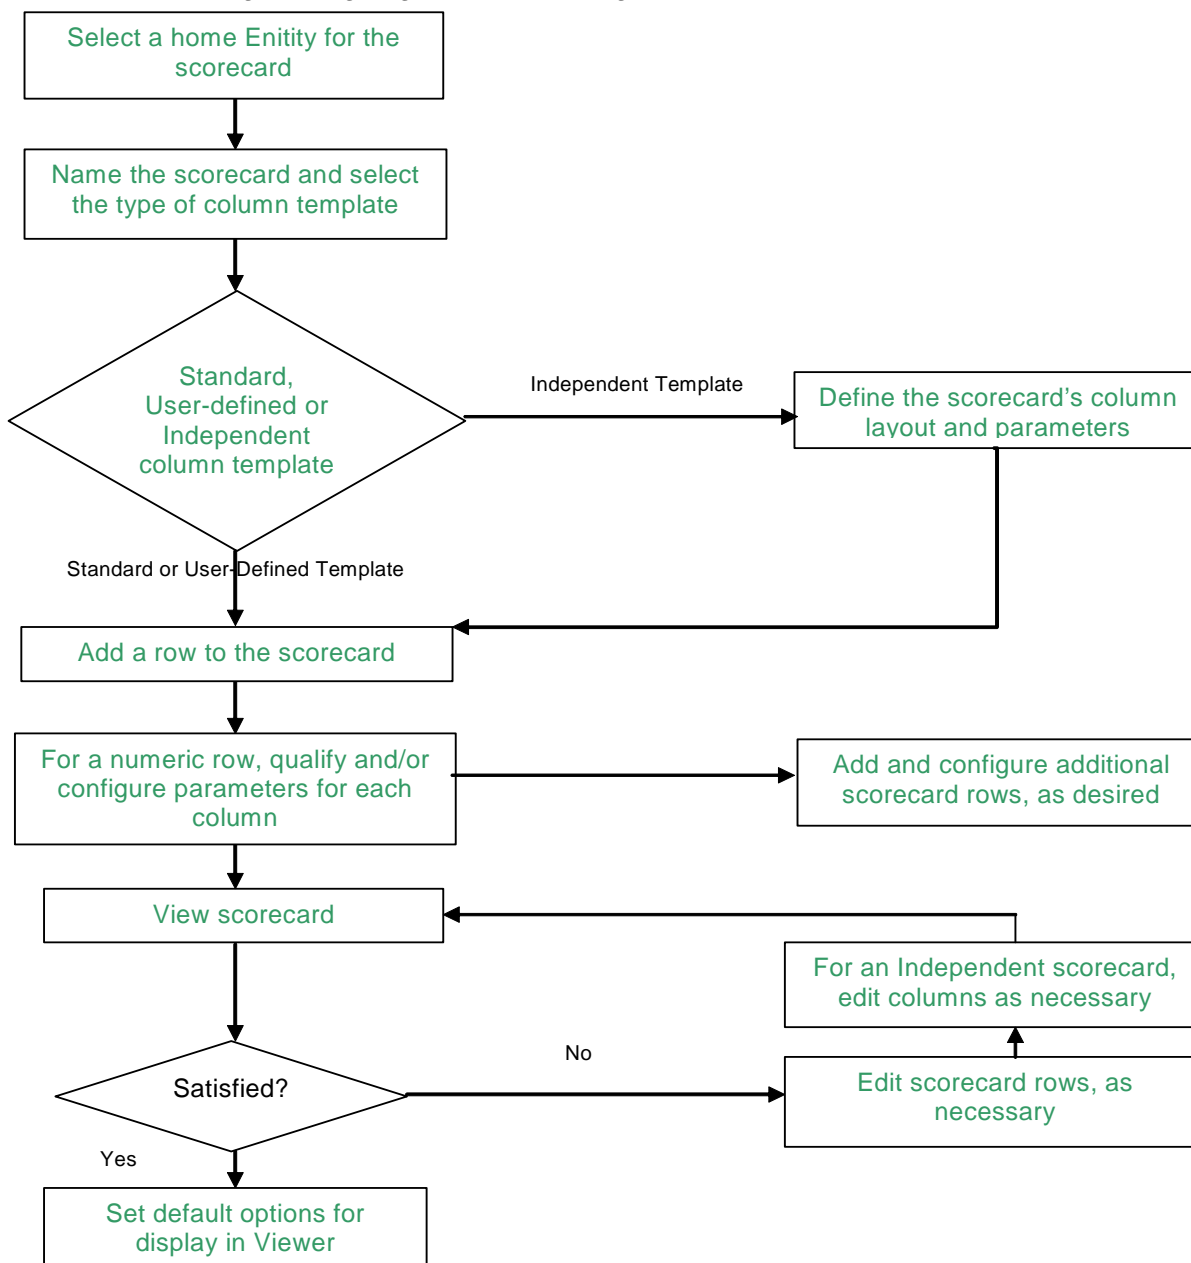 Select a home Enitity for the
scorecard
Name the scorecard and select
the type of column template
Standard,
User-defined or
Independent
column template
Independent Template
Define the scorecard’s column
layout and parameters
Standard or User-Defined Template
Add a row to the scorecard
For a numeric row, qualify and/or
configure parameters for each
column
Add and configure additional
scorecard rows, as desired
View scorecard
For an Independent scorecard,
edit columns as necessary
No
Satisfied?
Edit scorecard rows, as
necessary
Yes
Set default options for
display in Viewer